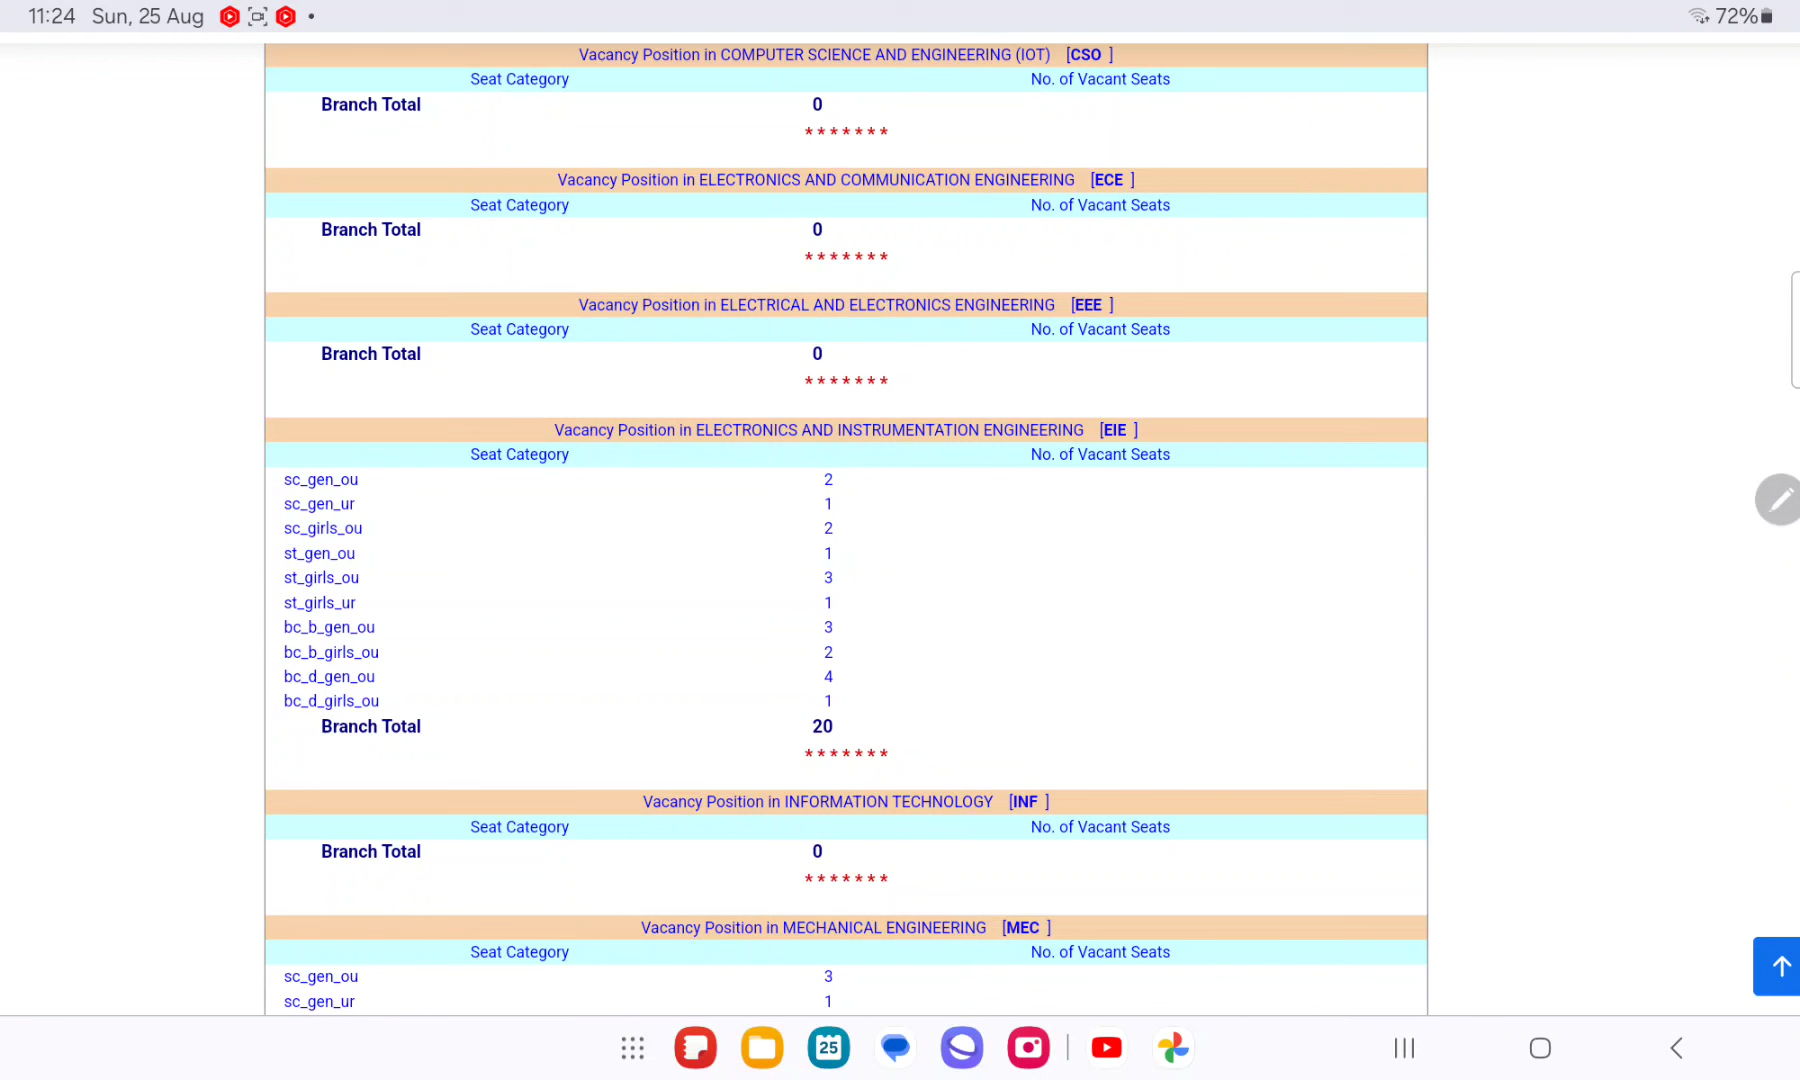 11:24 Sun, 25 Aug
72%
Vacancy Position in COMPUTER SCIENCE AND ENGINEERING (IOT) [CSO ]
Seat Category No. of Vacant Seats
Branch Total 0
*******
Vacancy Position in ELECTRONICS AND COMMUNICATION ENGINEERING [ECE ]
Seat Category No. of Vacant Seats
Branch Total 0
*******
Vacancy Position in ELECTRICAL AND ELECTRONICS ENGINEERING [EEE ]
Seat Category No. of Vacant Seats
Branch Total 0
*******
Vacancy Position in ELECTRONICS AND INSTRUMENTATION ENGINEERING [EIE ]
Seat Category No. of Vacant Seats
sc_gen_ou 2
sc_gen_ur 1
sc_girls_ou 2
st_gen_ou 1
st_girls_ou 3
st_girls_ur 1
bc_b_gen_ou 3
bc_b_girls_ou 2
bc_d_gen_ou 4
bc_d_girls_ou 1
Branch Total 20
*******
Vacancy Position in INFORMATION TECHNOLOGY [INF ]
Seat Category No. of Vacant Seats
Branch Total 0
*******
Vacancy Position in MECHANICAL ENGINEERING [MEC ]
Seat Category No. of Vacant Seats
sc_gen_ou 3
sc_gen_ur 1
25